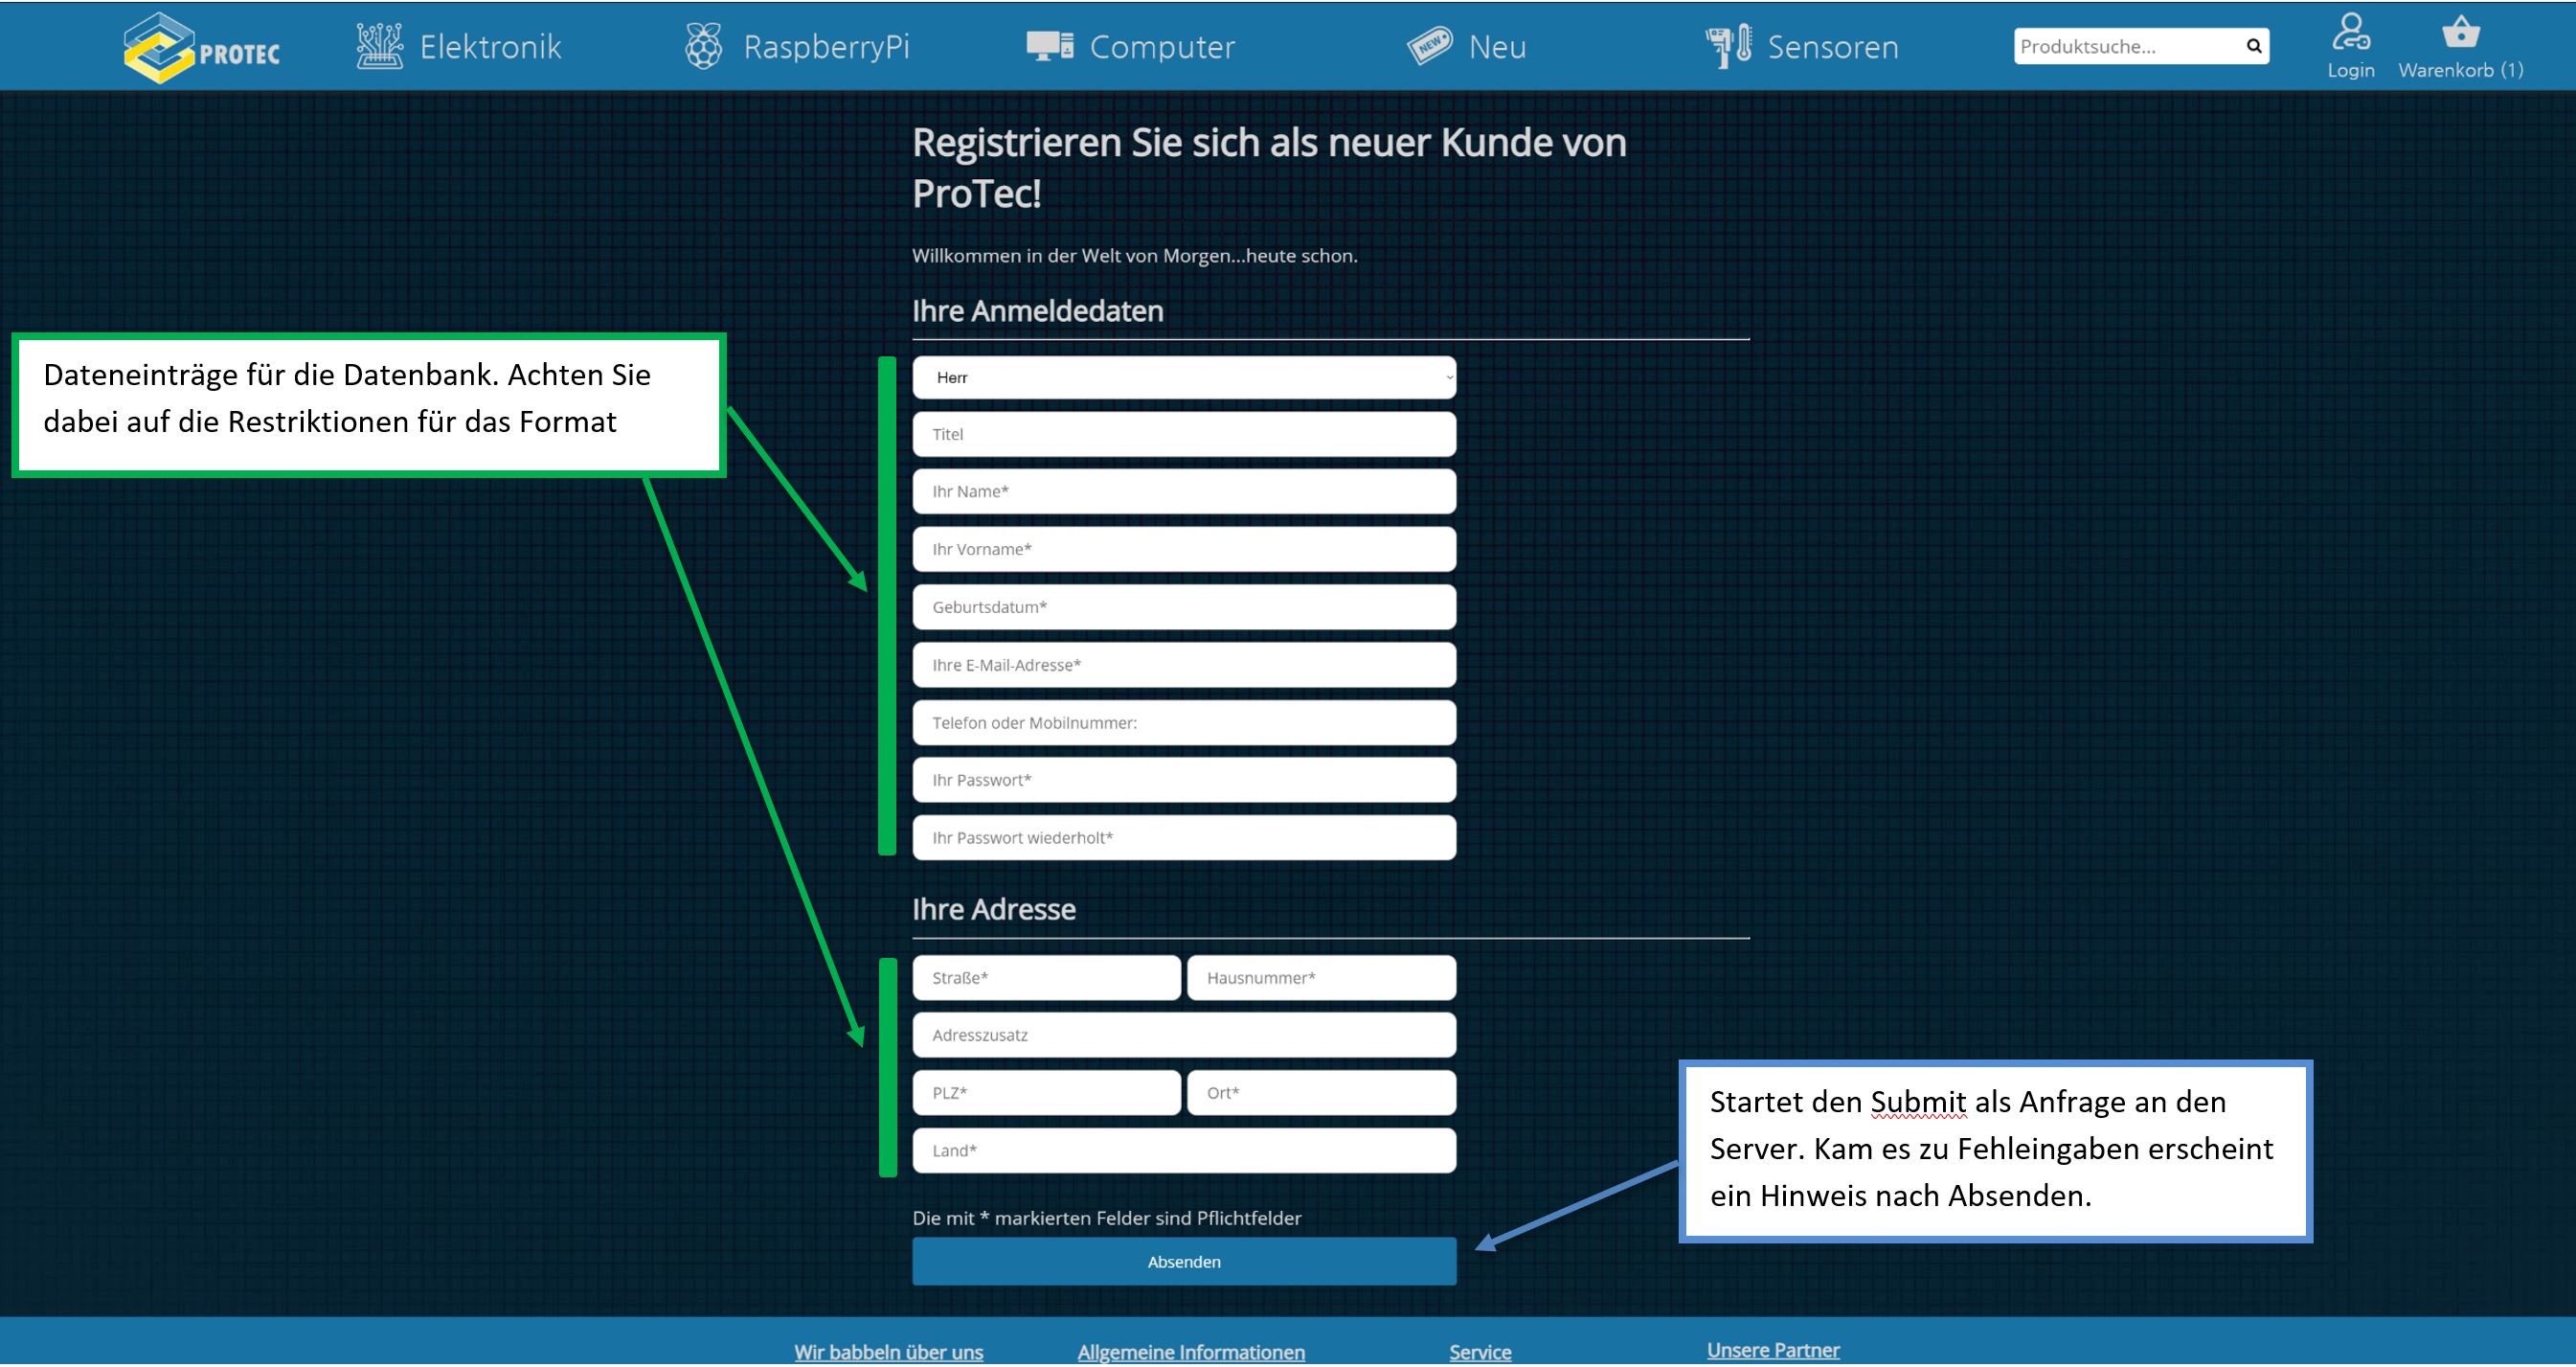 PROTEC
Elektronik
RaspberryPi
Computer
NEW
Neu
Sensoren
Produktsuche...
Login
Warenkorb (1)
Registrieren Sie sich als neuer Kunde von
ProTec!
Willkommen in der Welt von Morgen...heute schon.
Ihre Anmeldedaten
Dateneinträge für die Datenbank. Achten Sie
dabei auf die Restriktionen für das Format
Herr
Titel
Ihr Name*
Ihr Vorname*
Geburtsdatum*
Ihre E-Mail-Adresse*
Telefon oder Mobilnummer:
Ihr Passwort*
Ihr Passwort wiederholt*
Ihre Adresse
Straße*
Hausnummer*
Adresszusatz
PLZ*
Ort*
Land*
Startet den Submit als Anfrage an den
Server. Kam es zu Fehleingaben erscheint
ein Hinweis nach Absenden.
Die mit * markierten Felder sind Pflichtfelder
Absenden
Wir babbeln über uns
Allgemeine Informationen
Service
Unsere Partner